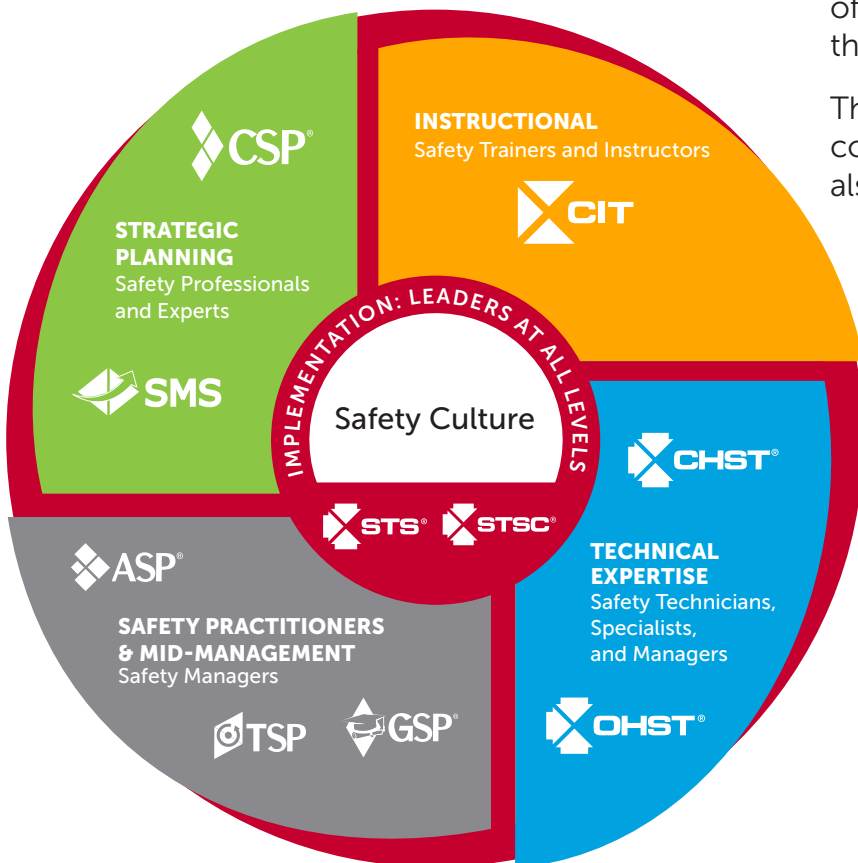 of
th
Th
co
als
CSP®
STRATEGIC
PLANNING
Safety Professionals
and Experts
SMS
INSTRUCTIONAL
Safety Trainers and Instructors
CIT
IMPLEMENTATION: LEADERS AT ALL LEVELS
Safety Culture
STS®
STSC®
CHST®
TECHNICAL
EXPERTISE
Safety Technicians,
Specialists,
and Managers
OHST®
ASP®
SAFETY PRACTITIONERS
& MID-MANAGEMENT
Safety Managers
TSP
GSP®